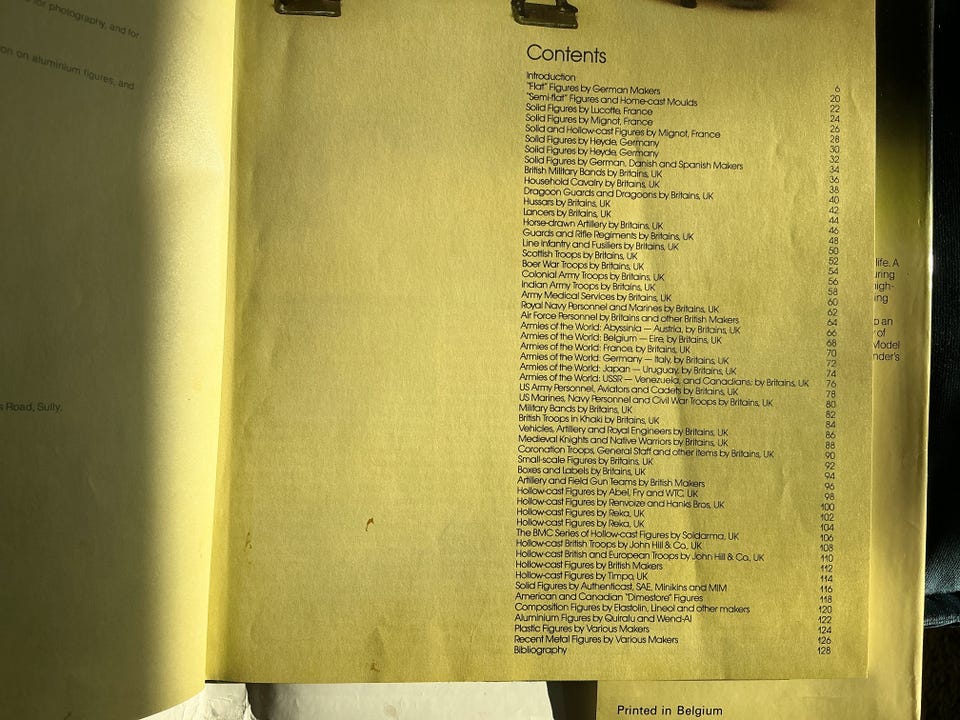 for photography, and for
on on aluminium figures, and
s Road, Sully,
Contents
Introduction 6
"Flat" Figures by German Makers 20
"Semi-flat" Figures and Home-cast Moulds 22
Solid Figures by Lucotte, France 24
Solid Figures by Mignot, France 26
Solid and Hollow-cast Figures by Mignot, France 28
Solid Figures by Heyde, Germany 30
Solid Figures by Heyde, Germany 32
Solid Figures by German, Danish and Spanish Makers 34
British Military Bands by Britains, UK 36
Household Cavalry by Britains, UK 38
Dragoon Guards and Dragoons by Britains, UK 40
Hussars by Britains, UK 42
Lancers by Britains, UK 44
Horse-drawn Artillery by Britains, UK 46
Guards and Rifle Regiments by Britains, UK 48
Line Infantry and Fusiliers by Britains, UK 50
Scottish Troops by Britains, UK 52
Boer War Troops by Britains, UK 54
Colonial Army Troops by Britains, UK 56
Indian Army Troops by Britains, UK 58
Army Medical Services by Britains, UK 60
Royal Navy Personnel and Marines by Britains, UK 62
Air Force Personnel by Britains and other British Makers 64
Armies of the World: Abyssinia — Austria, by Britains, UK 66
Armies of the World: Belgium — Eire, by Britains, UK 68
Armies of the World: France, by Britains, UK 70
Armies of the World: Germany — Italy, by Britains, UK 72
Armies of the World: Japan — Uruguay, by Britains, UK 74
Armies of the World: USSR — Venezuela, and Canadians; by Britains, UK 76
US Army Personnel, Aviators and Cadets by Britains, UK 78
US Marines, Navy Personnel and Civil War Troops by Britains, UK 80
Military Bands by Britains, UK 82
British Troops in Khaki by Britains, UK 84
Vehicles, Artillery and Royal Engineers by Britains, UK 86
Medieval Knights and Native Warriors by Britains, UK 88
Coronation Troops, General Staff and other items by Britains, UK 90
Small-scale Figures by Britains, UK 92
Boxes and Labels by Britains, UK 94
Artillery and Field Gun Teams by British Makers 96
Hollow-cast Figures by Abel, Fry and WTC, UK 98
Hollow-cast Figures by Renvoize and Hanks Bros, UK 100
Hollow-cast Figures by Reka, UK 102
Hollow-cast Figures by Reka, UK 104
The BMC Series of Hollow-cast Figures by Soldarma, UK 106
Hollow-cast British Troops by John Hill & Co., UK 108
Hollow-cast British and European Troops by John Hill & Co., UK 110
Hollow-cast Figures by British Makers 112
Hollow-cast Figures by Timpo, UK 114
Solid Figures by Authenticast, SAE, Minikins and MIM 116
American and Canadian "Dimestore" Figures 118
Composition Figures by Elastolin, Lineol and other makers 120
Aluminium Figures by Quiralu and Wend-Al 122
Plastic Figures by Various Makers 124
Recent Metal Figures by Various Makers 126
Bibliography 128
life. A
uring
high-
ing
o an
of
Model
nder's
Printed in Belgium